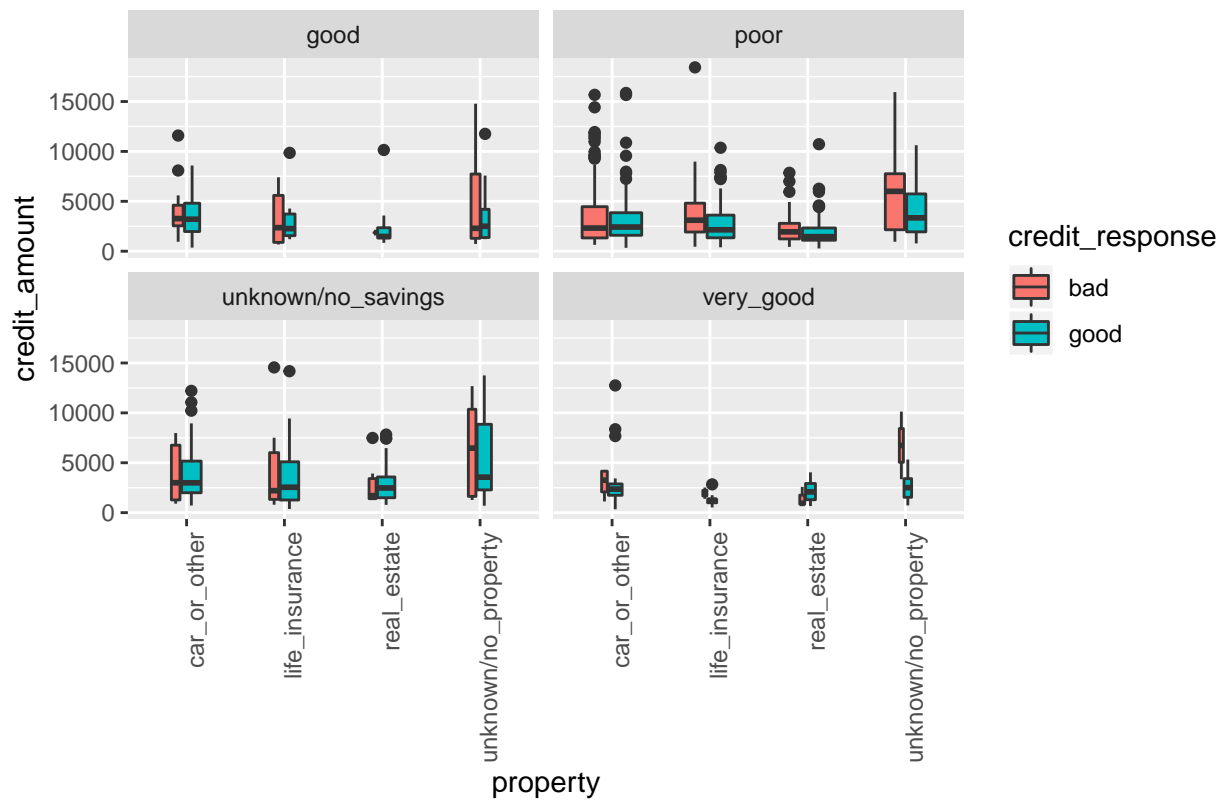 good
poor
15000
10000
5000
0
unknown/no_savings
very_good
15000
10000
5000
0
credit_amount
car_or_other
life_insurance
real_estate
unknown/no_property
car_or_other
life_insurance
real_estate
unknown/no_property
property
credit_response
bad
good